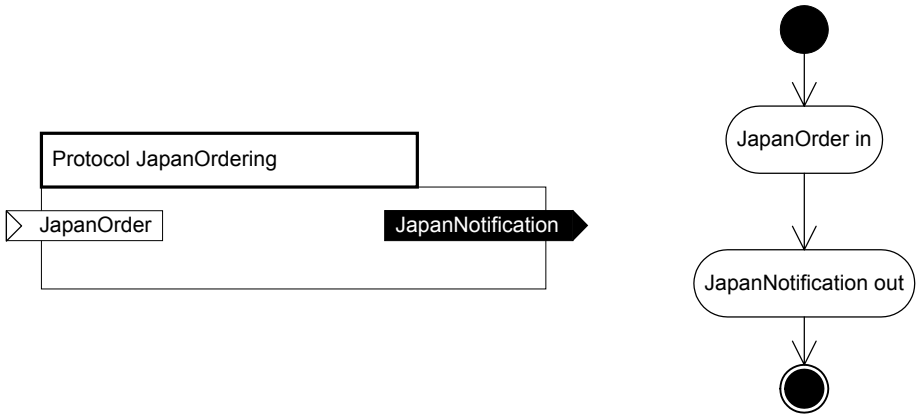 Protocol JapanOrdering
JapanOrder
JapanNotification
JapanOrder in
JapanNotification out